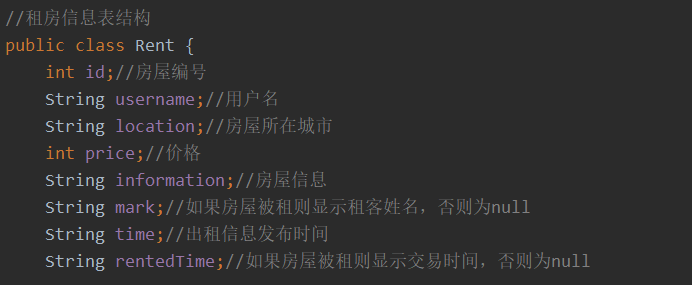 //租房信息表结构
public class Rent {
int id;//房屋编号
String username;//用户名
String location;//房屋所在城市
int price;//价格
String information;//房屋信息
String mark;//如果房屋被租则显示租客姓名，否则为null
String time;//出租信息发布时间
String rentedTime;//如果房屋被租则显示交易时间，否则为null